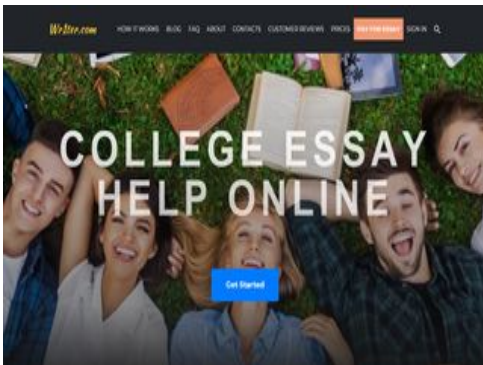 Wr1ter.com
HOW IT WORKS BLOG FAQ ABOUT CONTACTS CUSTOMER REVIEWS PRICES PAY FOR ESSAY SIGN IN
COLLEGE ESSAY
HELP ONLINE
Get Started